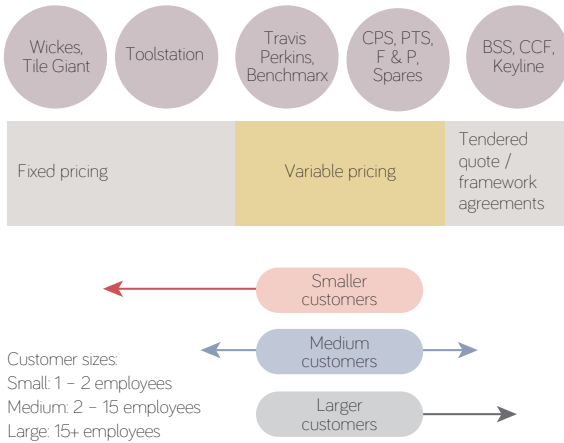 Wickes,
Tile Giant
Toolstation
Travis
Perkins,
Benchmarx
CPS, PTS,
F & P,
Spares
BSS, CCF,
Keyline
Fixed pricing
Variable pricing
Tendered
quote /
framework
agreements
Smaller
customers
Medium
customers
Larger
customers
Customer sizes:
Small: 1 – 2 employees
Medium: 2 – 15 employees
Large: 15+ employees